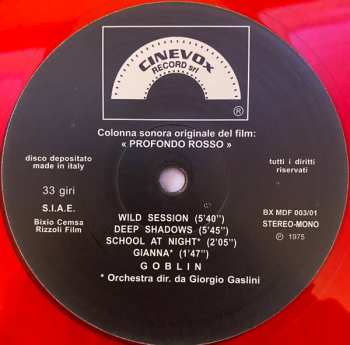 CINEVOX
RECORD srl
®
Colonna sonora originale del film:
« PROFONDO ROSSO »
disco depositato
made in italy
tutti i diritti
riservati
33 giri
S.I.A.E.
Bixio Cemsa
Rizzoli Film
BX MDF 003/01
STEREO-MONO
Ⓟ 1975
WILD SESSION (5'40'')
DEEP SHADOWS (5'45'')
SCHOOL AT NIGHT* (2'05'')
GIANNA* (1'47'')
GOBLIN
* Orchestra dir. da Giorgio Gaslini